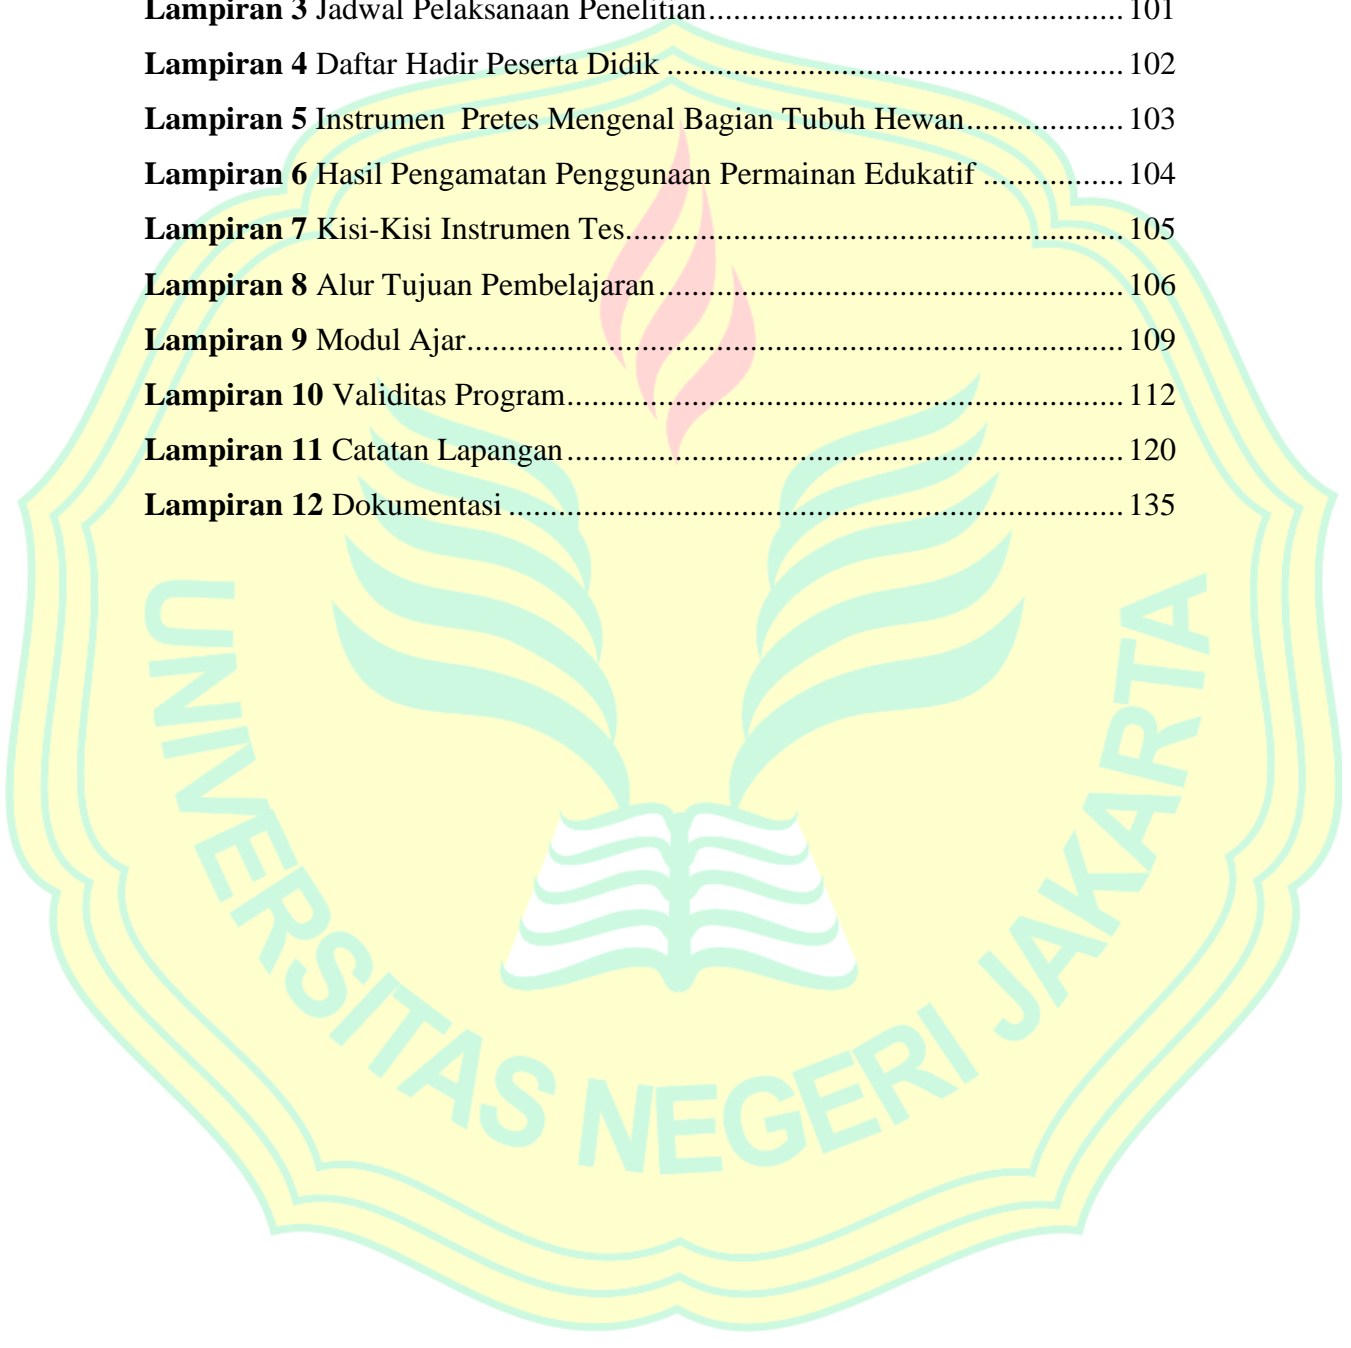 Lampiran 3 Jadwal Pelaksanaan Penelitian.................................................... 101
Lampiran 4 Daftar Hadir Peserta Didik ........................................................ 102
Lampiran 5 Instrumen  Pretes Mengenal Bagian Tubuh Hewan................... 103
Lampiran 6 Hasil Pengamatan Penggunaan Permainan Edukatif ................. 104
Lampiran 7 Kisi-Kisi Instrumen Tes............................................................. 105
Lampiran 8 Alur Tujuan Pembelajaran......................................................... 106
Lampiran 9 Modul Ajar................................................................................ 109
Lampiran 10 Validitas Program.................................................................... 112
Lampiran 11 Catatan Lapangan.................................................................... 120
Lampiran 12 Dokumentasi ........................................................................... 135
UNIVERSITAS NEGERI JAKARTA